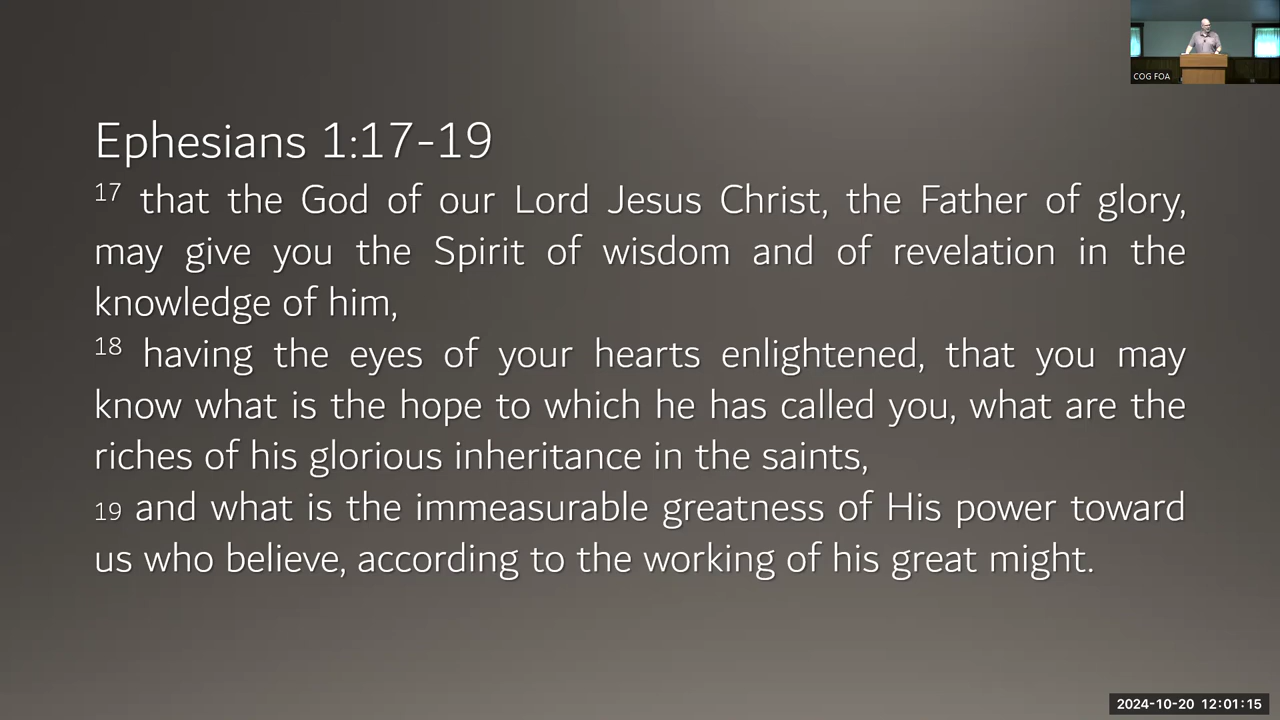 COG FOA
Ephesians 1:17-19
17 that the God of our Lord Jesus Christ, the Father of glory,
may give you the Spirit of wisdom and of revelation in the
knowledge of him,
18 having the eyes of your hearts enlightened, that you may
know what is the hope to which he has called you, what are the
riches of his glorious inheritance in the saints,
19 and what is the immeasurable greatness of His power toward
us who believe, according to the working of his great might.
2024-10-20 12:01:15